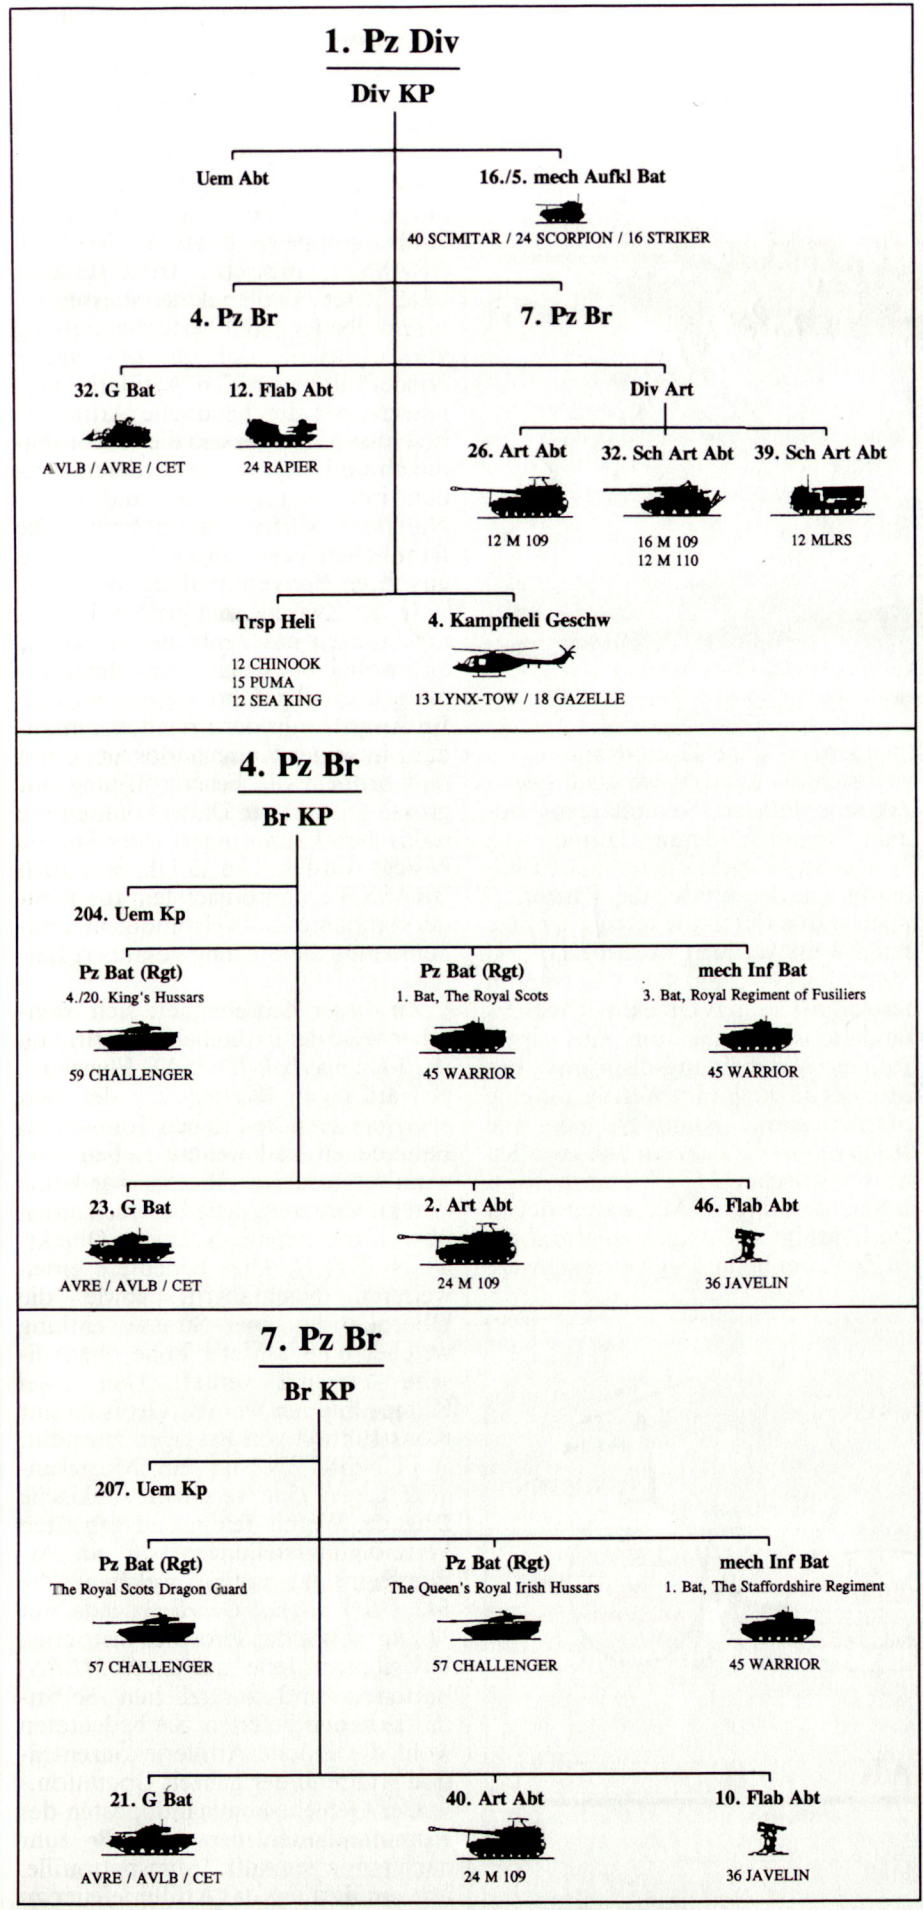 1. Pz Div
Div KP
Uem Abt
16./5. mech Aufkl Bat
40 SCIMITAR / 24 SCORPION / 16 STRIKER
4. Pz Br
7. Pz Br
32. G Bat
12. Flab Abt
Div Art
AVLB / AVRE / CET
24 RAPIER
26. Art Abt
32. Sch Art Abt
39. Sch Art Abt
12 M 109
16 M 109
12 M 110
12 MLRS
Trsp Heli
4. Kampfheli Geschw
12 CHINOOK
15 PUMA
12 SEA KING
13 LYNX-TOW / 18 GAZELLE
4. Pz Br
Br KP
204. Uem Kp
Pz Bat (Rgt)
4./20. King's Hussars
59 CHALLENGER
Pz Bat (Rgt)
1. Bat, The Royal Scots
45 WARRIOR
mech Inf Bat
3. Bat, Royal Regiment of Fusiliers
45 WARRIOR
23. G Bat
AVRE / AVLB / CET
2. Art Abt
24 M 109
46. Flab Abt
36 JAVELIN
7. Pz Br
Br KP
207. Uem Kp
Pz Bat (Rgt)
The Royal Scots Dragon Guard
57 CHALLENGER
Pz Bat (Rgt)
The Queen's Royal Irish Hussars
57 CHALLENGER
mech Inf Bat
1. Bat, The Staffordshire Regiment
45 WARRIOR
21. G Bat
AVRE / AVLB / CET
40. Art Abt
24 M 109
10. Flab Abt
36 JAVELIN